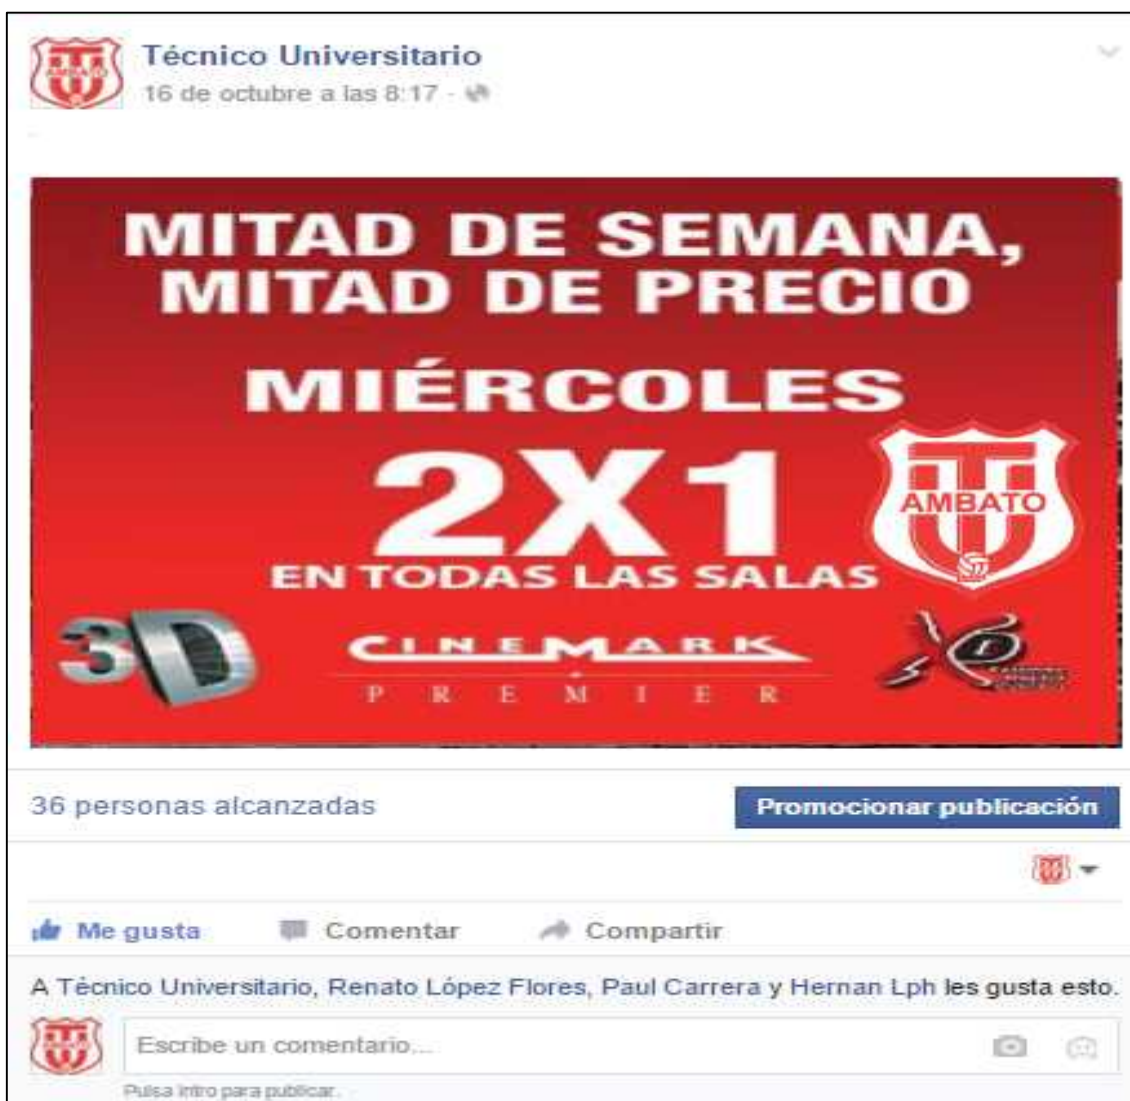 Técnico Universitario
16 de octubre a las 8:17 ·
MITAD DE SEMANA,
MITAD DE PRECIO
MIÉRCOLES
2X1
EN TODAS LAS SALAS
AMBATO
3D
CINEMARK
PREMIER
36 personas alcanzadas
Promocionar publicación
Me gusta
Comentar
Compartir
A Técnico Universitario, Renato López Flores, Paul Carrera y Hernan Lph les gusta esto.
Escribe un comentario...
Pulsa Intro para publicar.